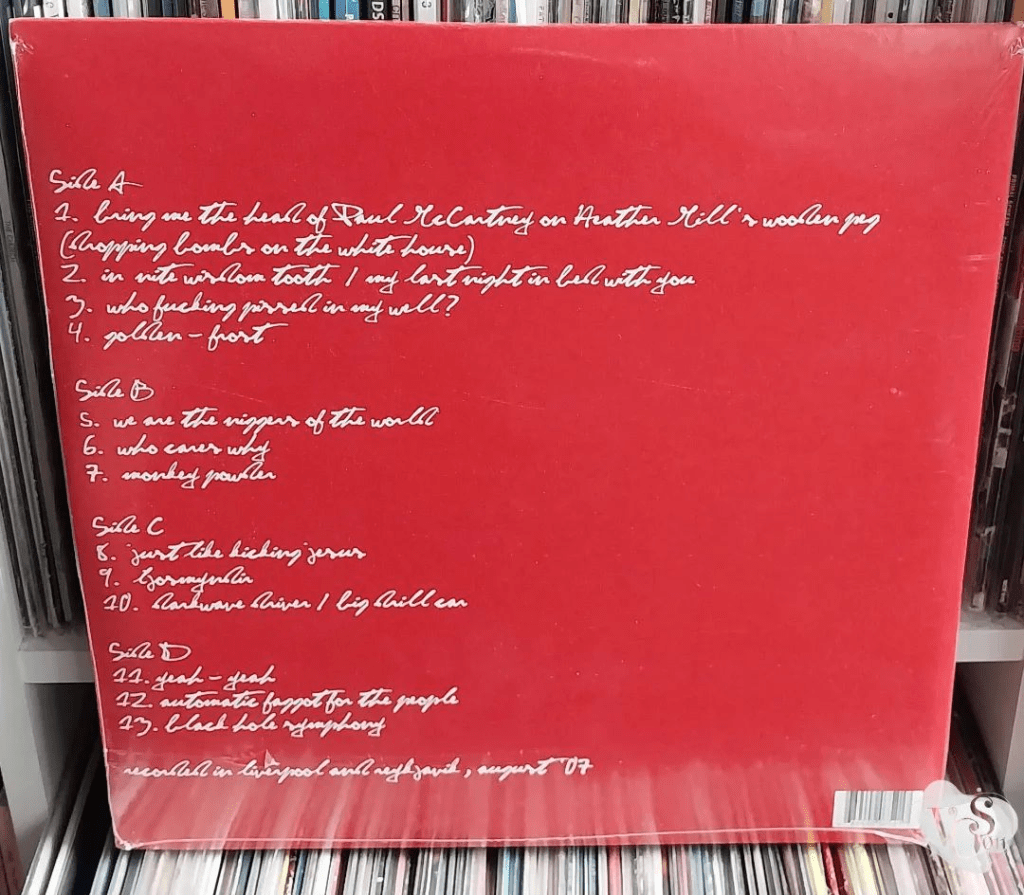 Side A
1. bring me the head of Paul McCartney on Heather Mill's wooden peg
(dropping bombs on the white house)
2. in nite wisdom tooth / my last night in bed with you
3. who fucking pissed in my well?
4. golden - frost
Side B
5. we are the niggers of the world
6. who cares why
7. monkey powder
Side C
8. just like kicking jesus
9. Ljosmyndir
10. darkwave driver / big drill car
Side D
11. yeah - yeah
12. automatic faggot for the people
13. black hole symphony
recorded in liverpool and reykjavik, august '07